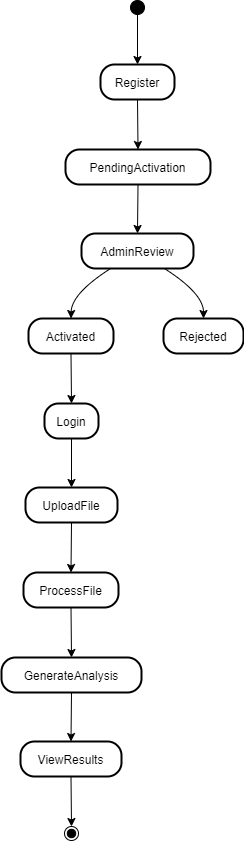 Register
PendingActivation
AdminReview
Activated
Rejected
Login
UploadFile
ProcessFile
GenerateAnalysis
ViewResults